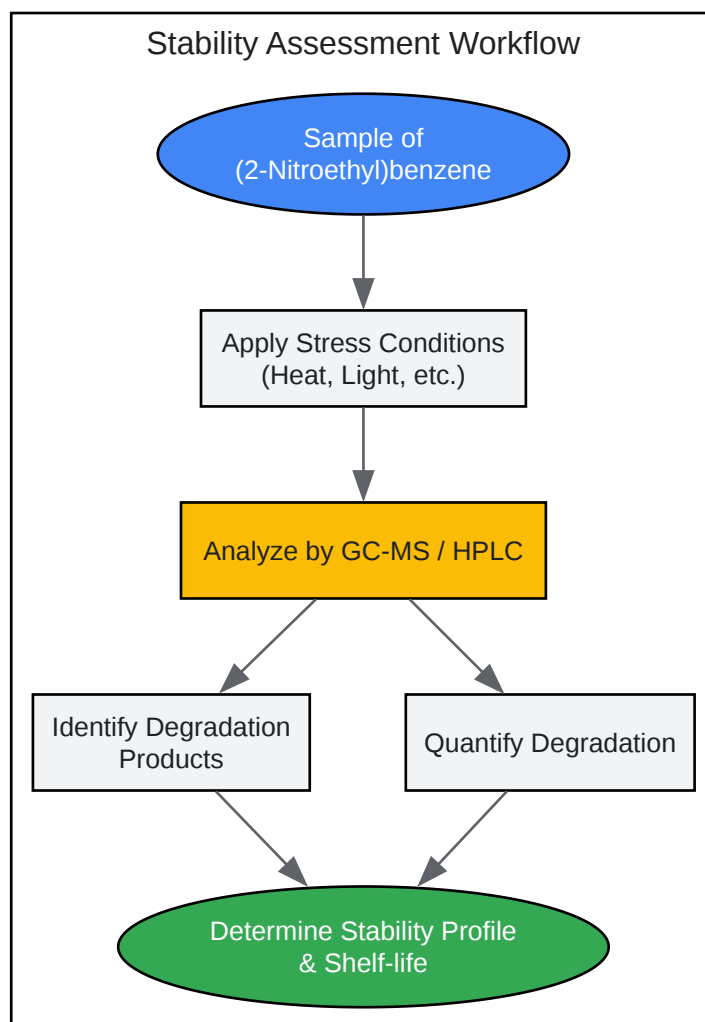 Stability Assessment Workflow
Sample of
(2-Nitroethyl)benzene
Apply Stress Conditions
(Heat, Light, etc.)
Analyze by GC-MS / HPLC
Identify Degradation
Products
Quantify Degradation
Determine Stability Profile
& Shelf-life